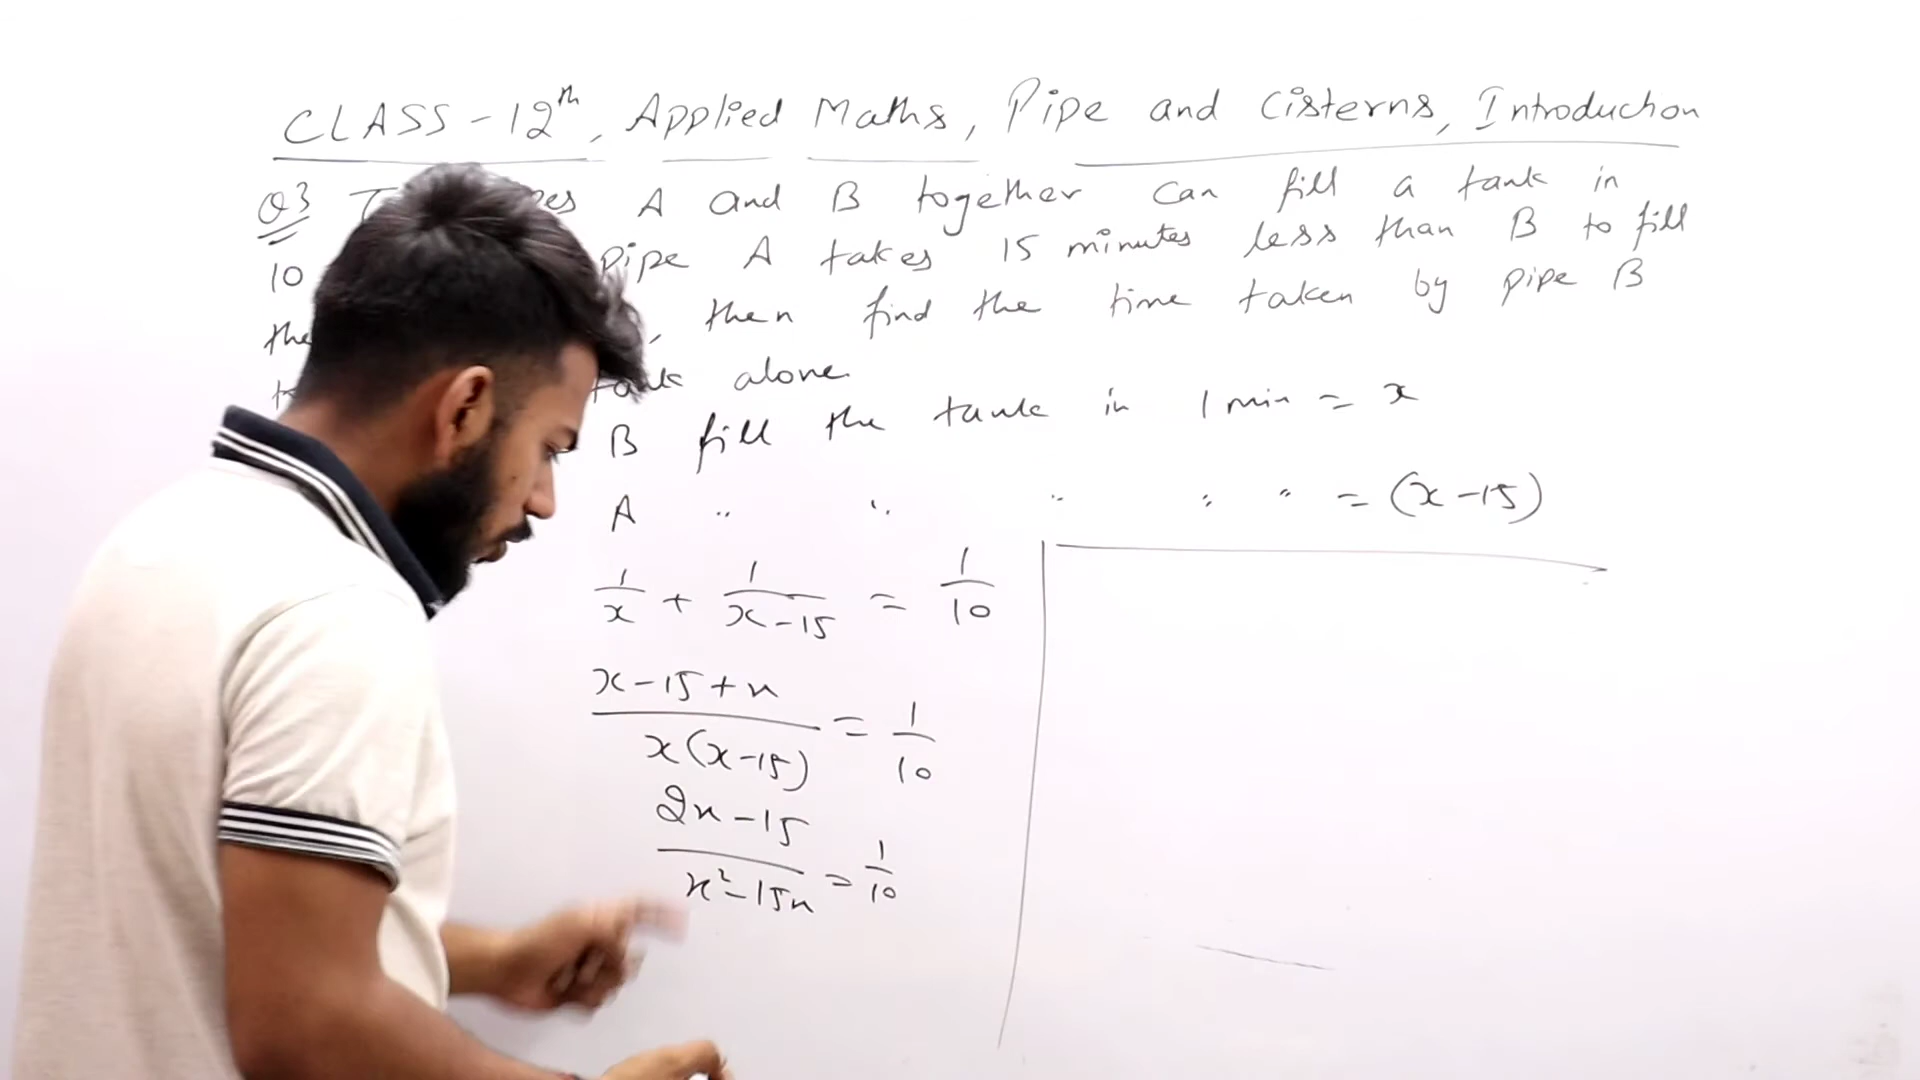 CLASS-12th, Applied Maths, Pipe and Cisterns, Introduction
Q3 A and B together can fill a tank in
10 Pipe A takes 15 minutes less than B to fill
the , then find the time taken by pipe B
tank alone.
B fill the tank in 1 min = x
A " " " " " = (x-15)
1/x + 1/(x-15) = 1/10
(x-15+x)/(x(x-15)) = 1/10
(2x-15)/(x²-15x) = 1/10